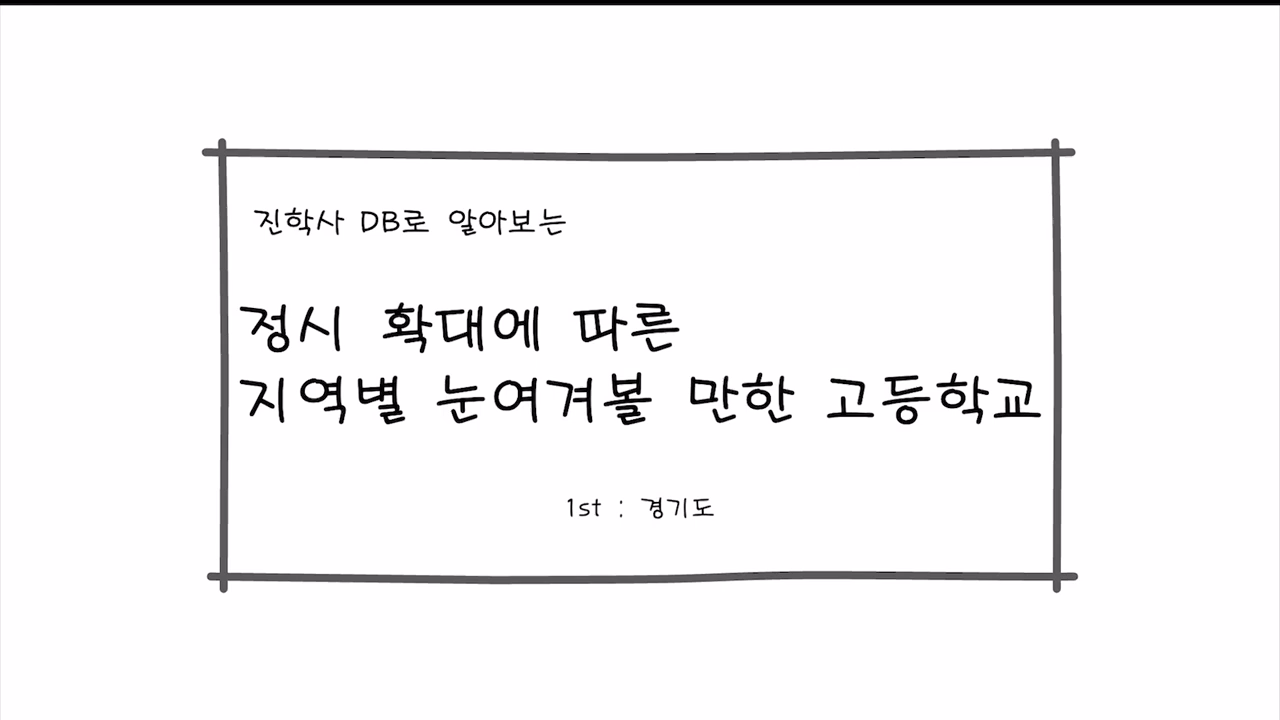 진학사 DB로 알아보는
정시 확대에 따른
지역별 눈여겨볼 만한 고등학교
1st : 경기도